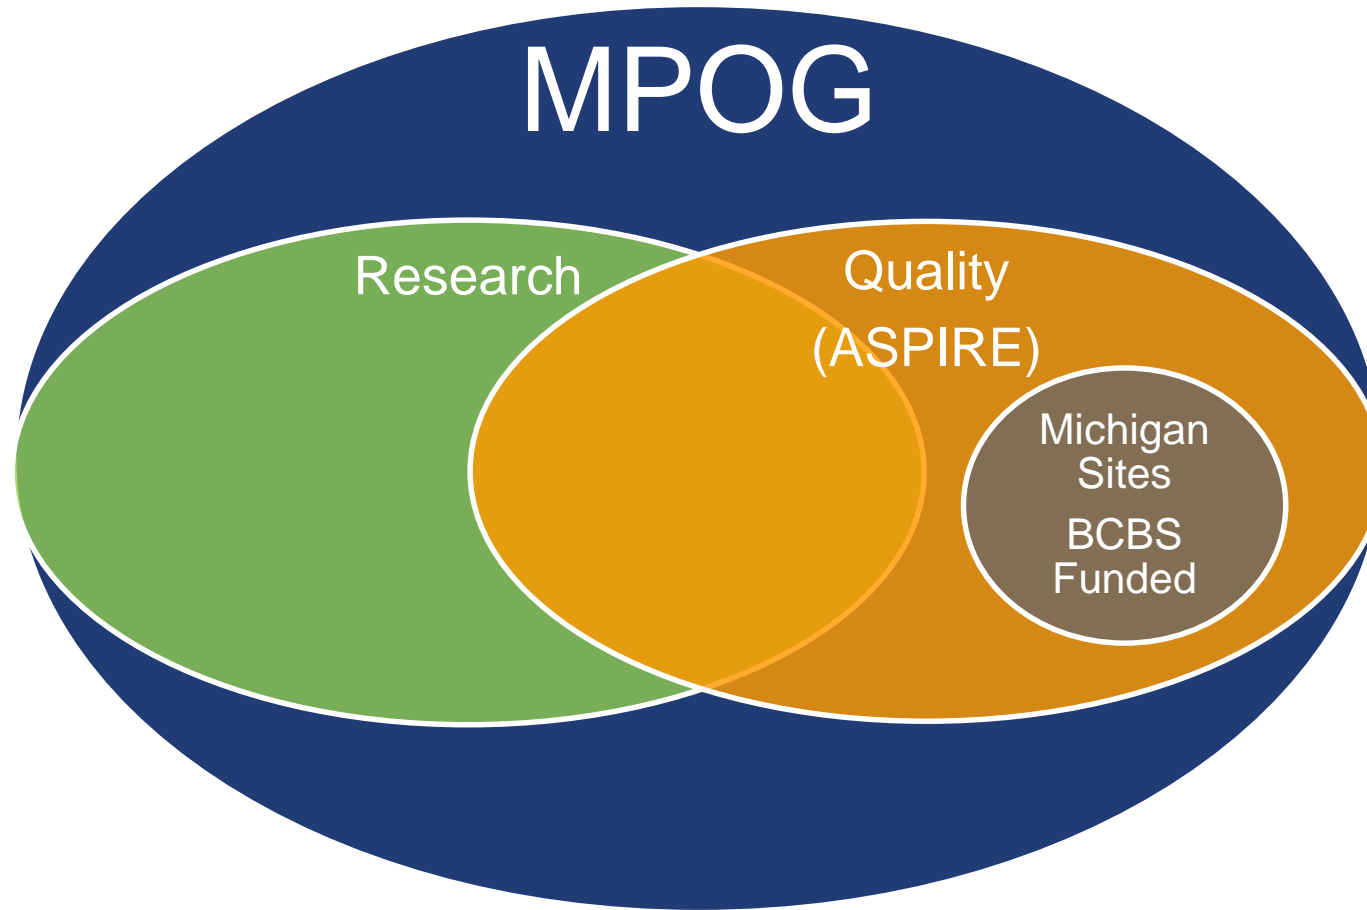 MPOG
Research
Quality
(ASPIRE)
Michigan
Sites
BCBS
Funded